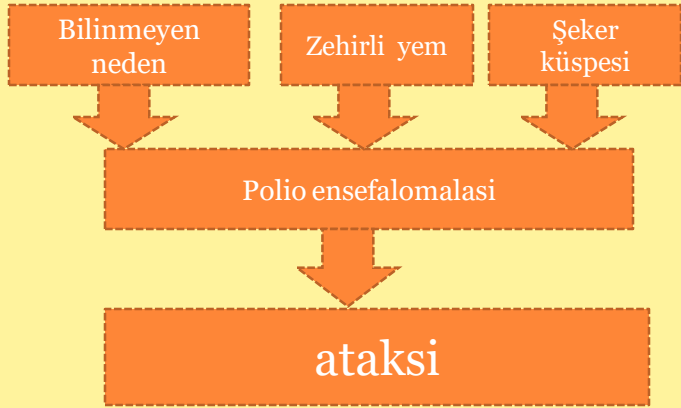 Bilinmeyen
neden
Zehirli yem
Şeker
küspesi
Polio ensefalomalasi
ataksi